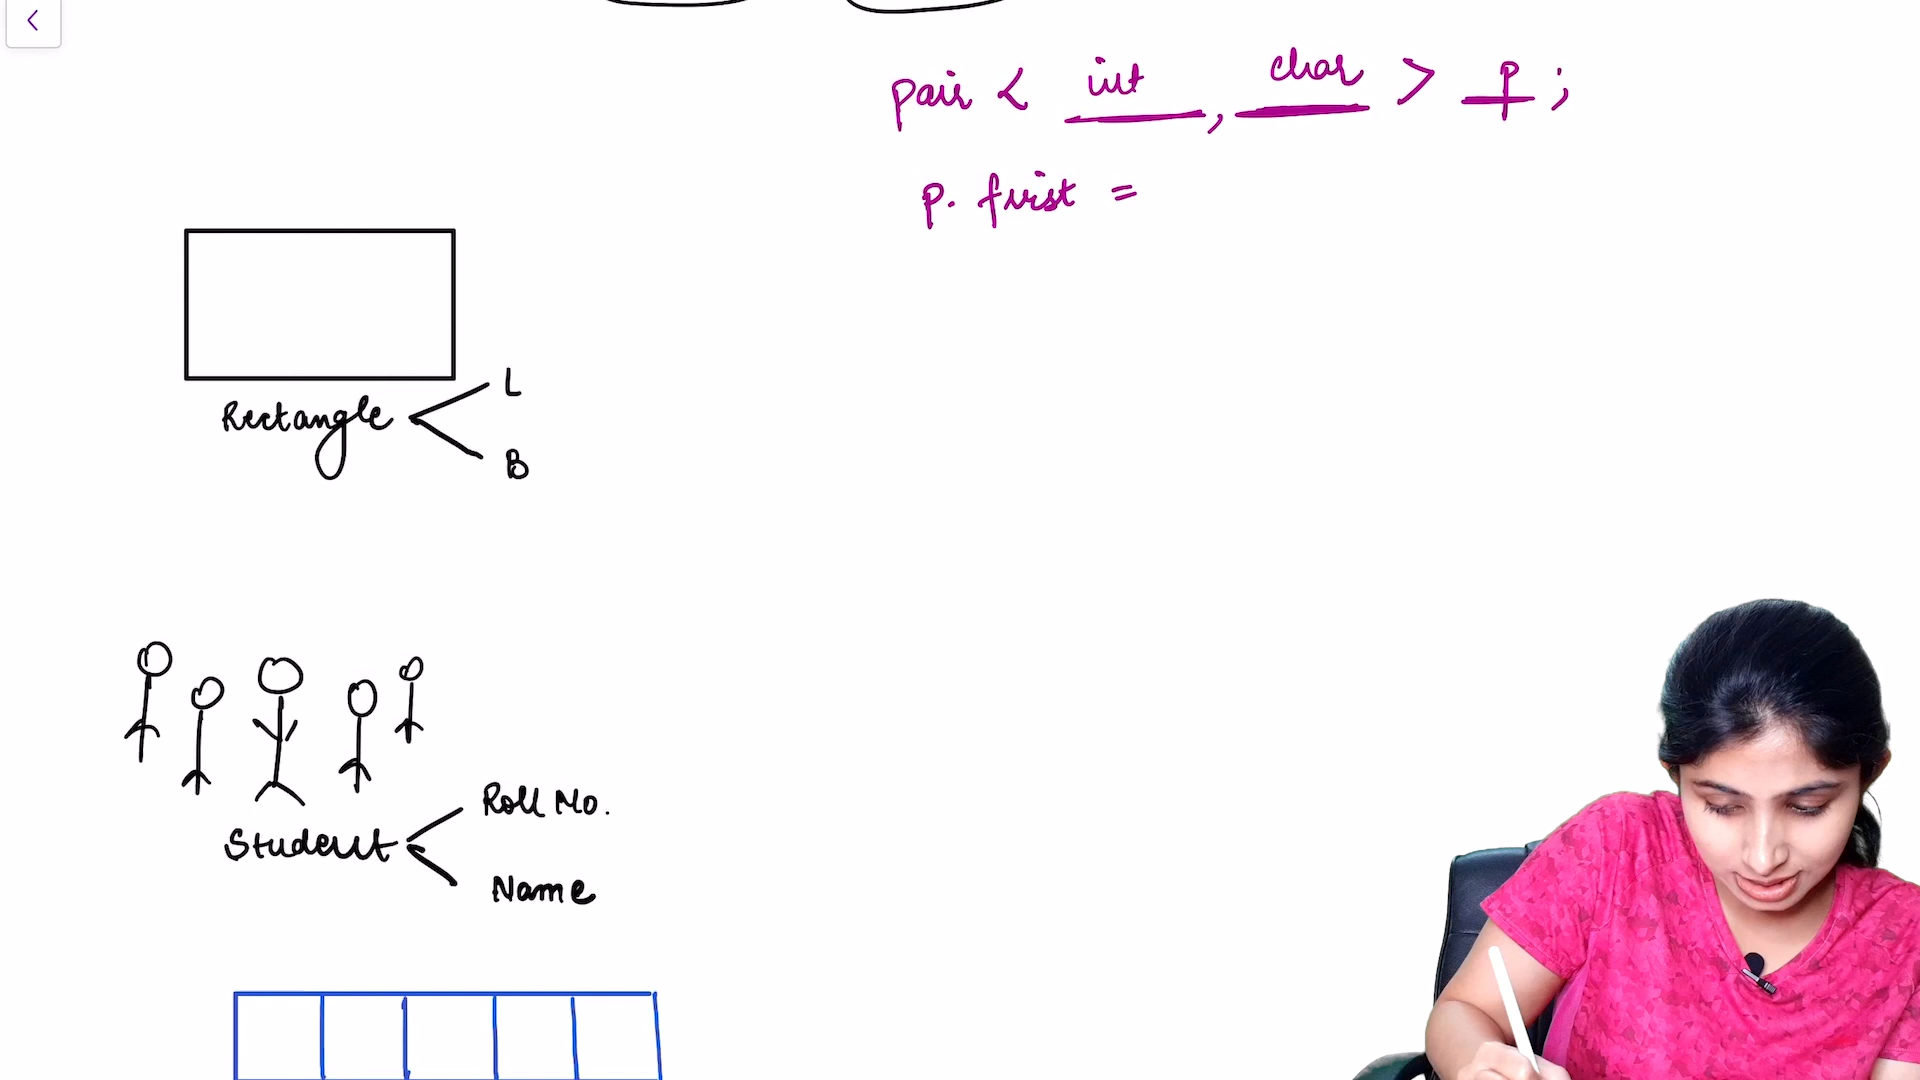 pair < int , char > p ;
p. first =
Rectangle
L
B
Student
Roll No.
Name